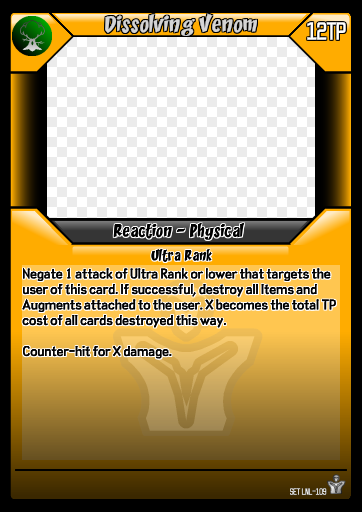 Dissolving Venom
12TP
Reaction - Physical
Ultra Rank
Negate 1 attack of Ultra Rank or lower that targets the
user of this card. If successful, destroy all Items and
Augments attached to the user. X becomes the total TP
cost of all cards destroyed this way.
Counter-hit for X damage.
SET LNL-109